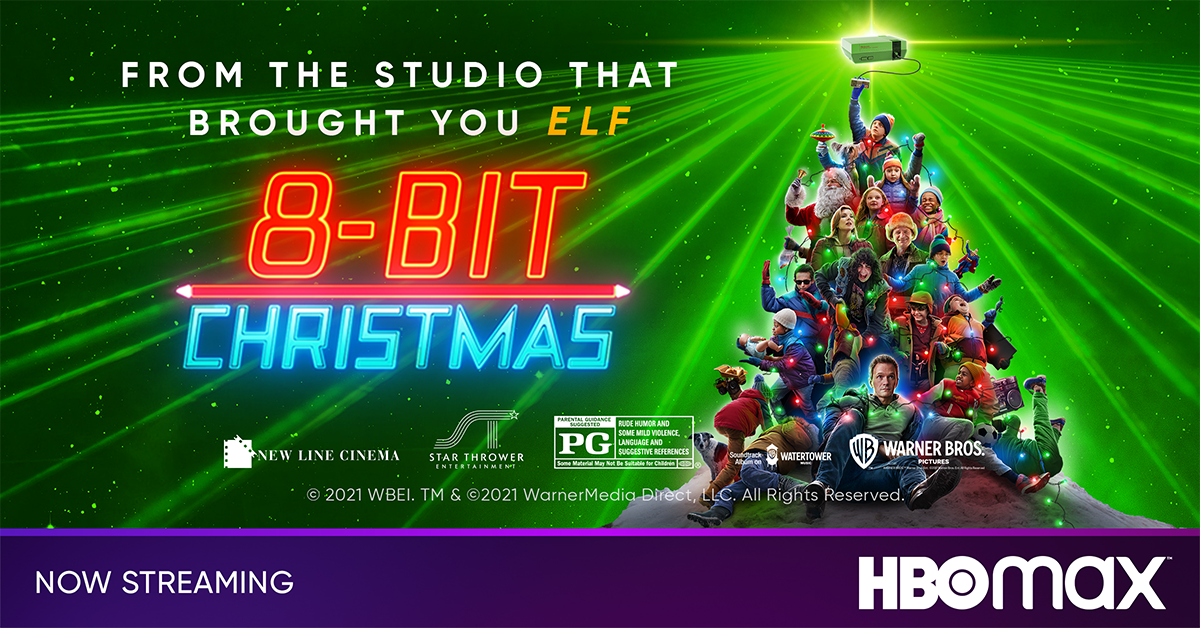 FROM THE STUDIO THAT
BROUGHT YOU ELF
8-BIT
CHRISTMAS
NEW LINE CINEMA
STAR THROWER
ENTERTAINMENT
PARENTAL GUIDANCE
SUGGESTED
PG
RUDE HUMOR AND
SOME MILD VIOLENCE,
LANGUAGE AND
SUGGESTIVE REFERENCES
Some Material May Not Be Suitable for Children
Soundtrack
Album on
WATERTOWER
MUSIC
WB
WARNER BROS.
PICTURES
© 2021 WBEI. TM & ©2021 WarnerMedia Direct, LLC. All Rights Reserved.
NOW STREAMING
HBOMAX™